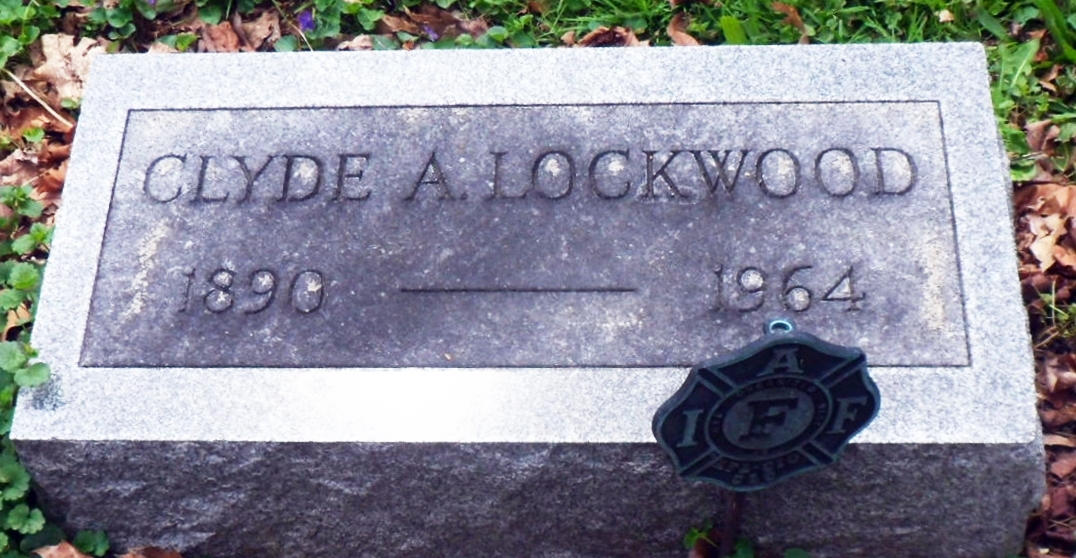 CLYDE A. LOCKWOOD
1890 — 1964
A
I E F